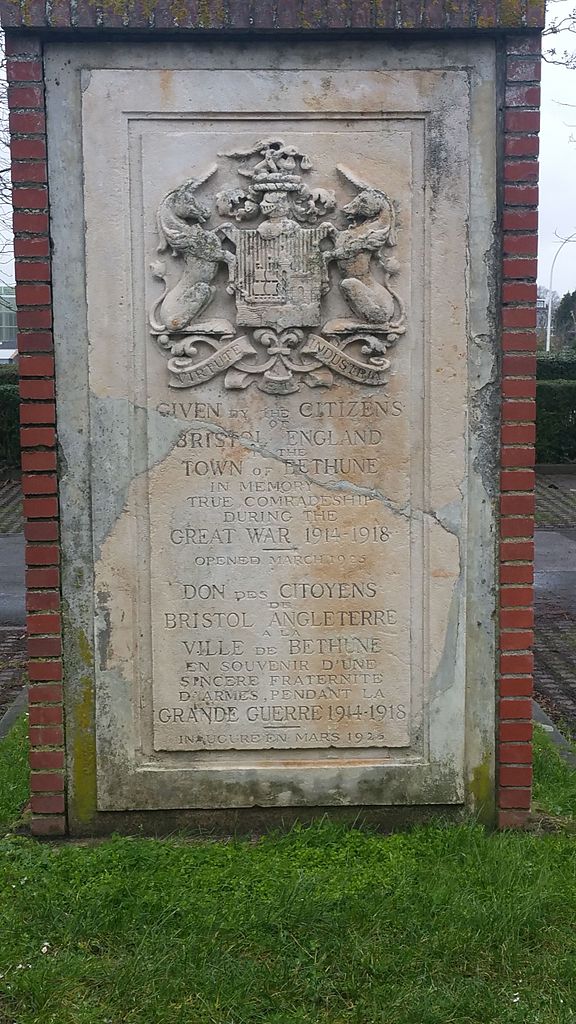 VIRTUTE INDUSTRIA
GIVEN BY THE CITIZENS
OF
BRISTOL ENGLAND
THE
TOWN OF BETHUNE
IN MEMORY
TRUE COMRADESHIP
DURING THE
GREAT WAR 1914-1918
OPENED MARCH 1925
DON DES CITOYENS
DE
BRISTOL ANGLETERRE
A LA
VILLE DE BETHUNE
EN SOUVENIR D'UNE
SINCERE FRATERNITE
D'ARMES, PENDANT LA
GRANDE GUERRE 1914-1918
INAUGURE EN MARS 1925